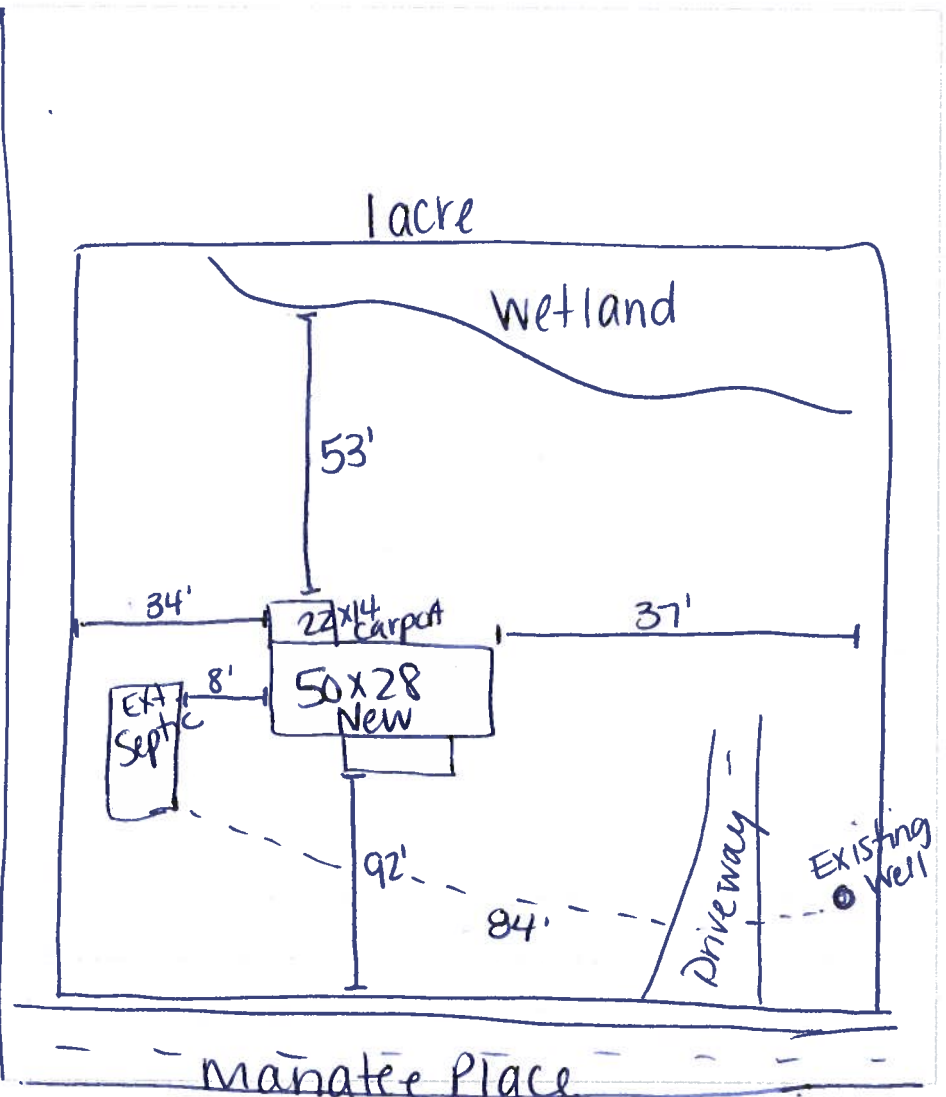 1 acre
Wetland
53'
34'
22x14
Carport
37'
8'
50x28
New
Ext
Septic
92'
84'
Driveway
Existing
Well
Manatee Place